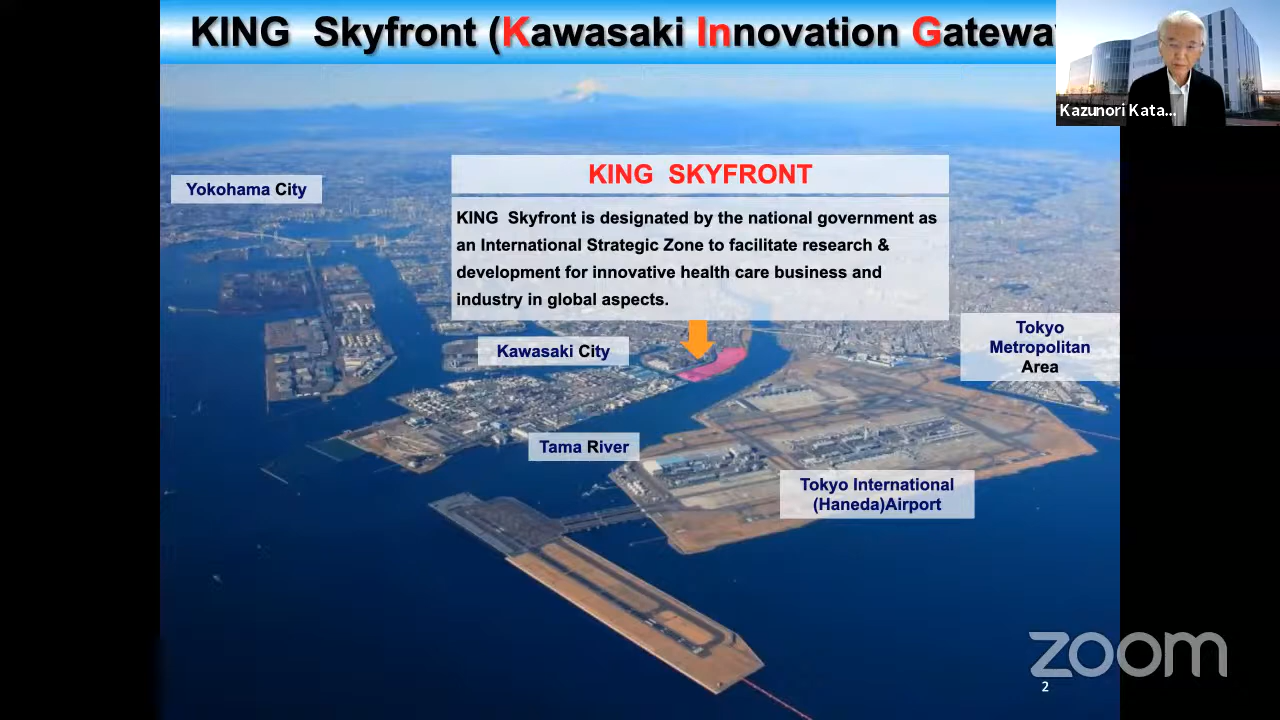 KING Skyfront (Kawasaki Innovation Gateway
Kazunori Kata...
Yokohama City
KING SKYFRONT
KING Skyfront is designated by the national government as
an International Strategic Zone to facilitate research &
development for innovative health care business and
industry in global aspects.
Kawasaki City
Tokyo
Metropolitan
Area
Tama River
Tokyo International
(Haneda)Airport
zoom
2